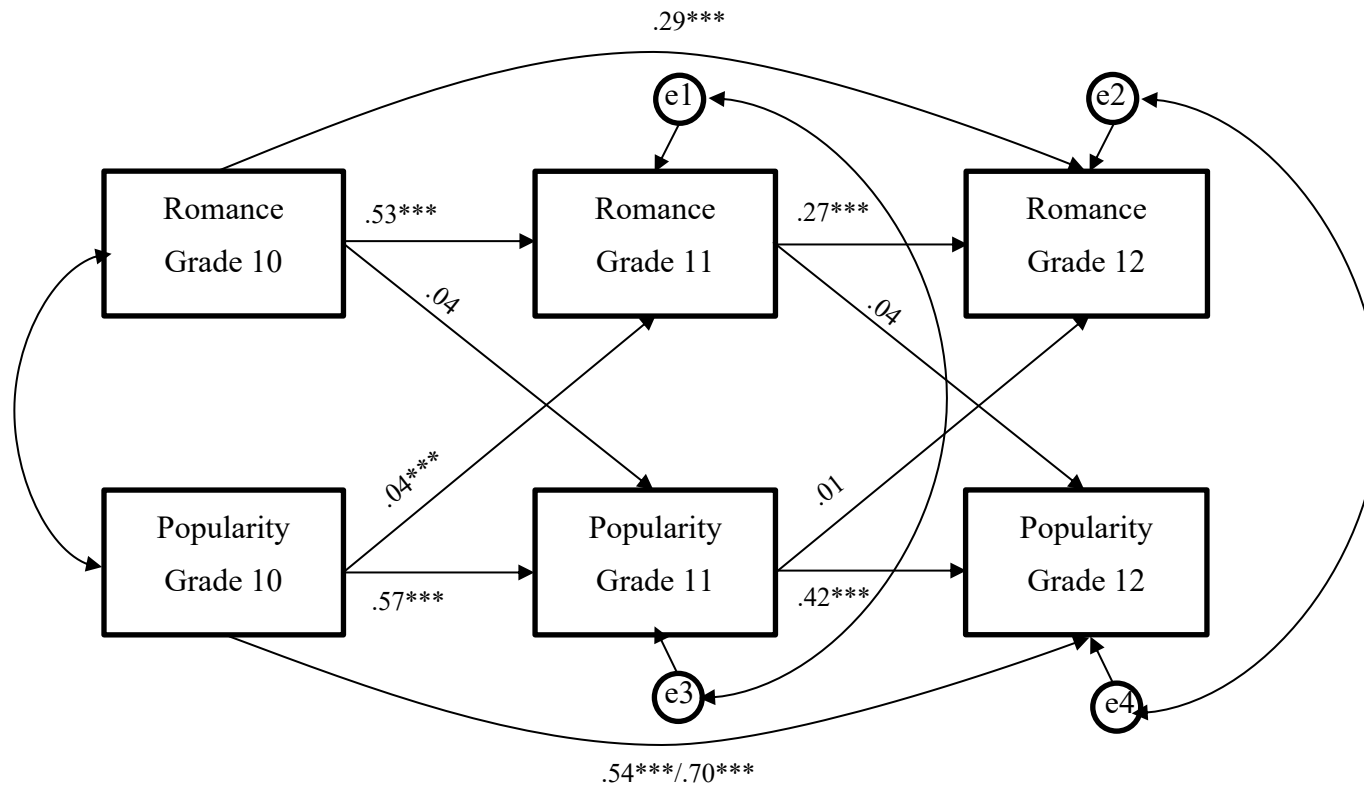 .29***
e1
e2
Romance
Grade 10
.53***
Romance
Grade 11
.27***
Romance
Grade 12
.04
.04
.04***
.01
Popularity
Grade 10
.57***
Popularity
Grade 11
.42***
Popularity
Grade 12
e3
e4
.54***/.70***